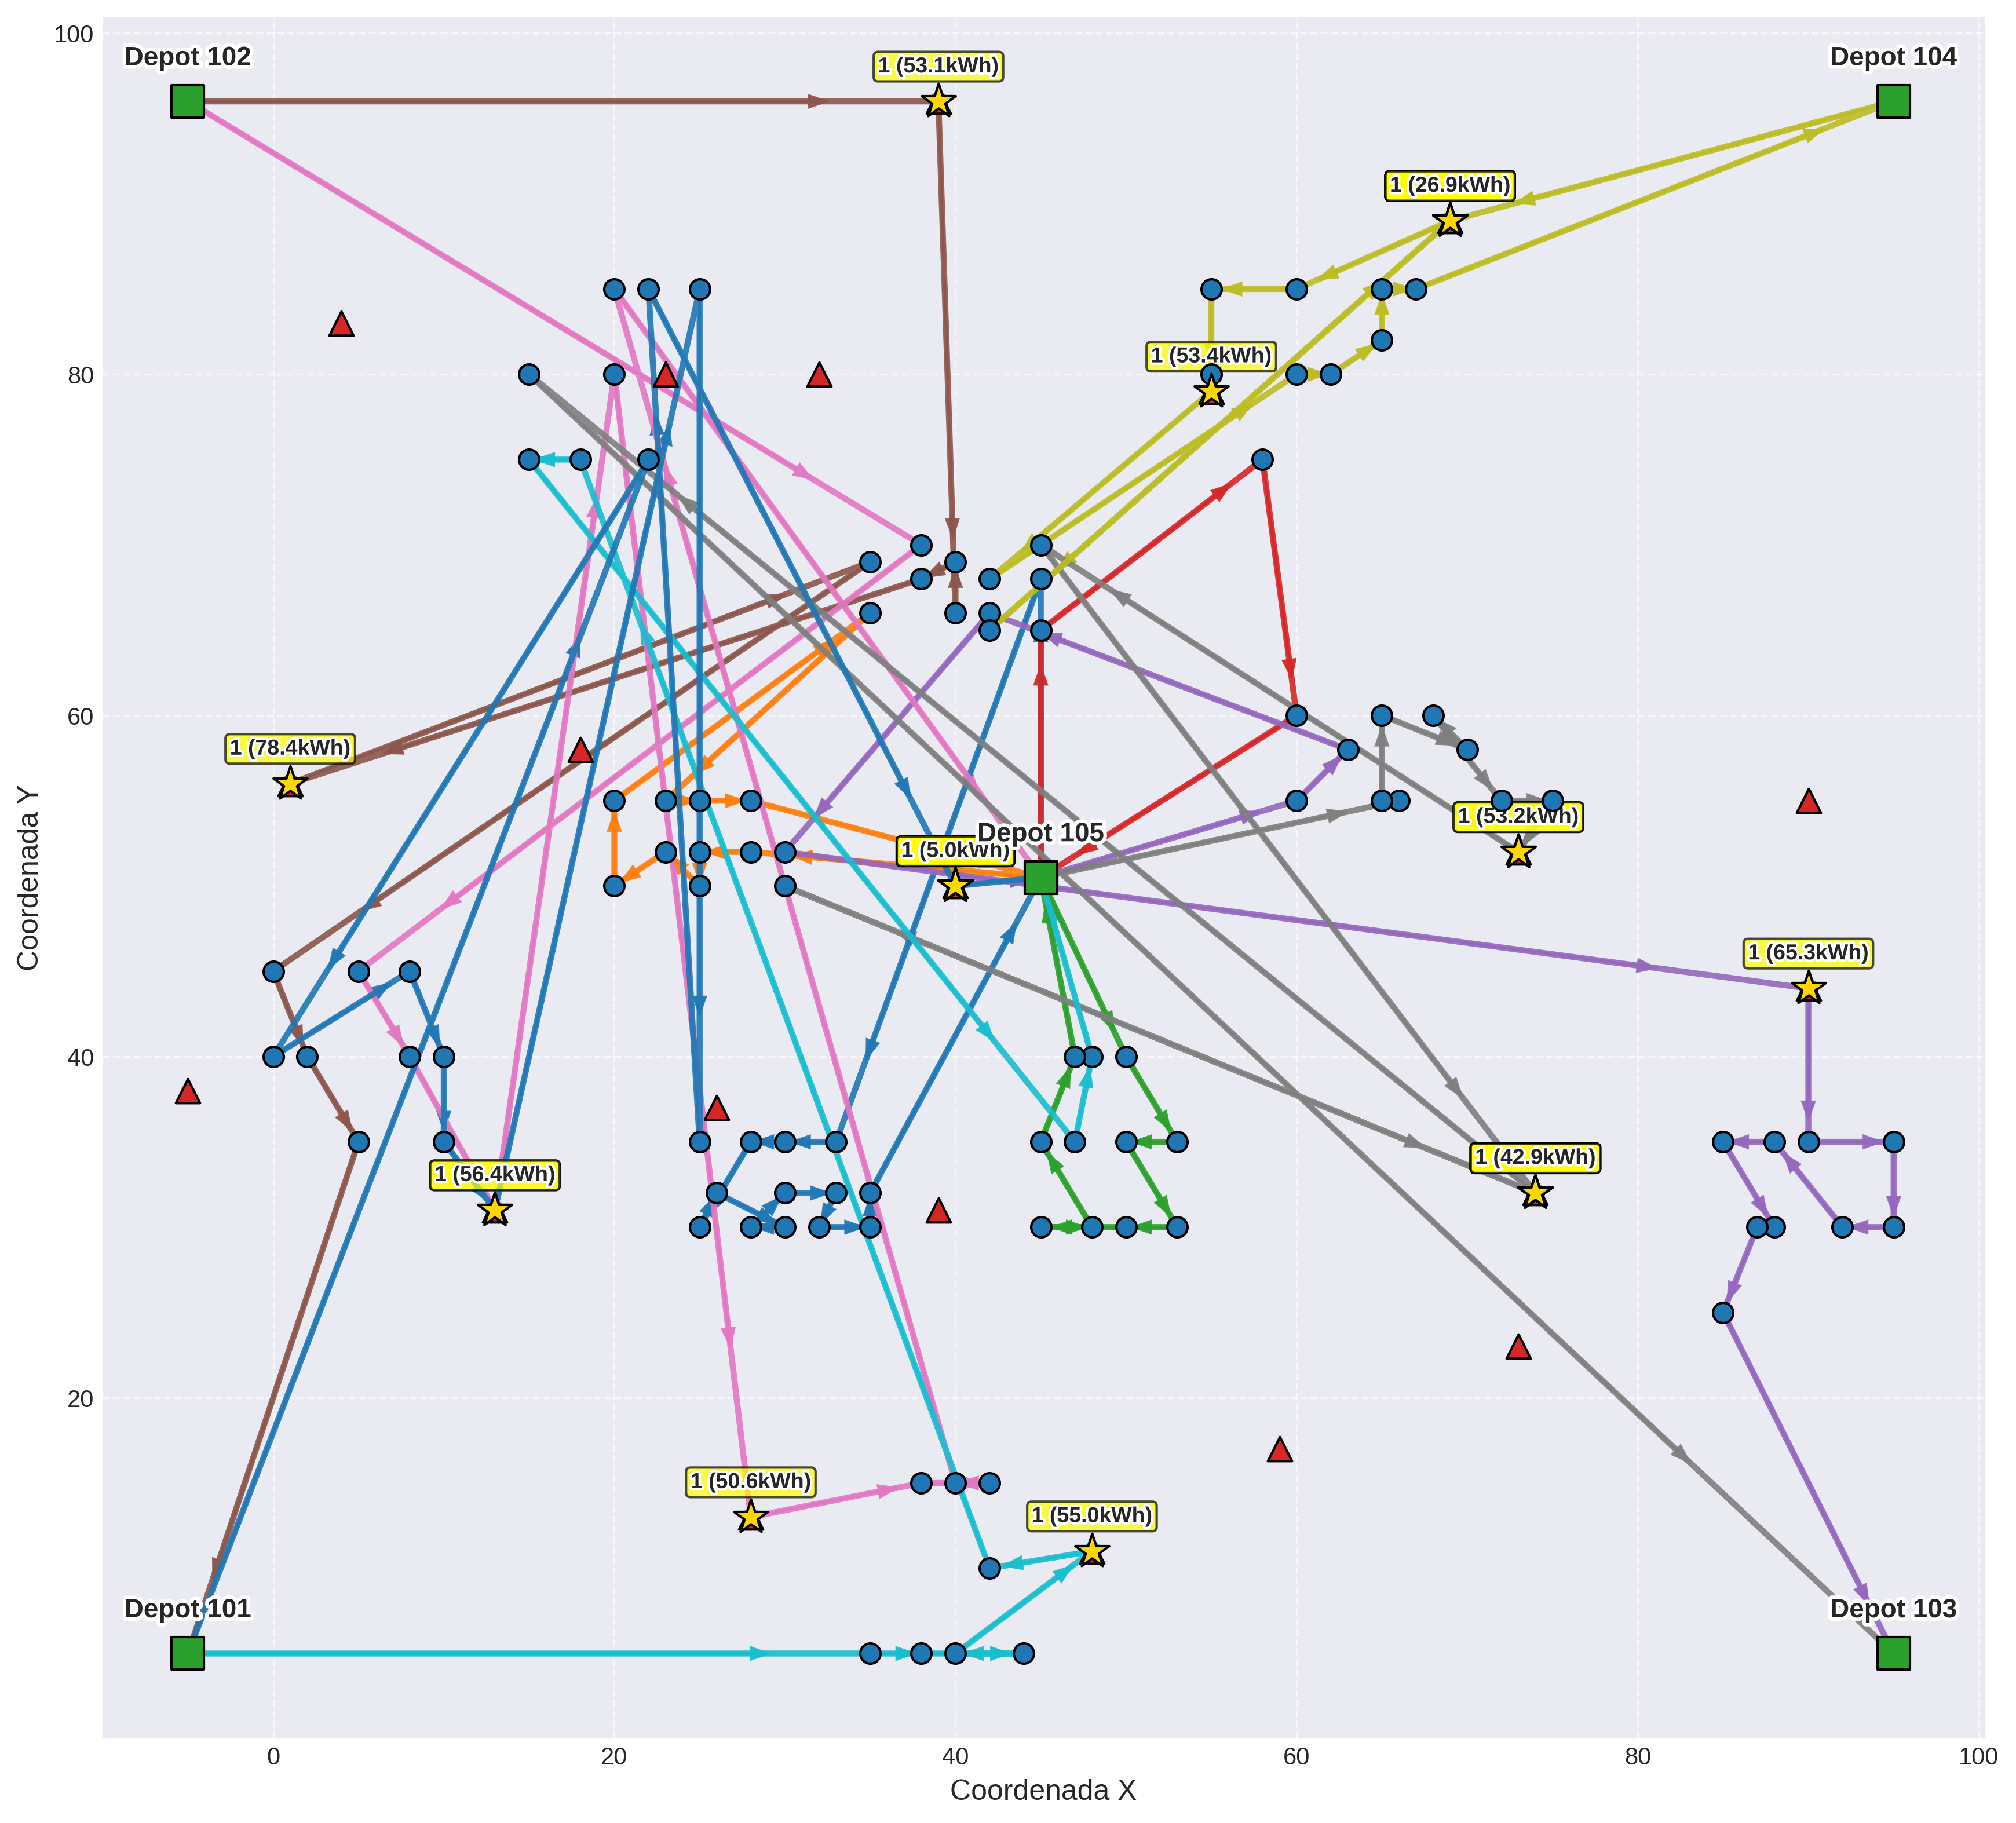 100
Depot 102
1 (53.1kWh)
Depot 104
1 (26.9kWh)
80
1 (53.4kWh)
60
1 (78.4kWh)
1 (53.2kWh)
Depot 105
1 (5.0kWh)
1 (65.3kWh)
Coordenada Y
40
1 (42.9kWh)
1 (56.4kWh)
20
1 (50.6kWh)
1 (55.0kWh)
Depot 101
Depot 103
0
20
40
60
80
100
Coordenada X